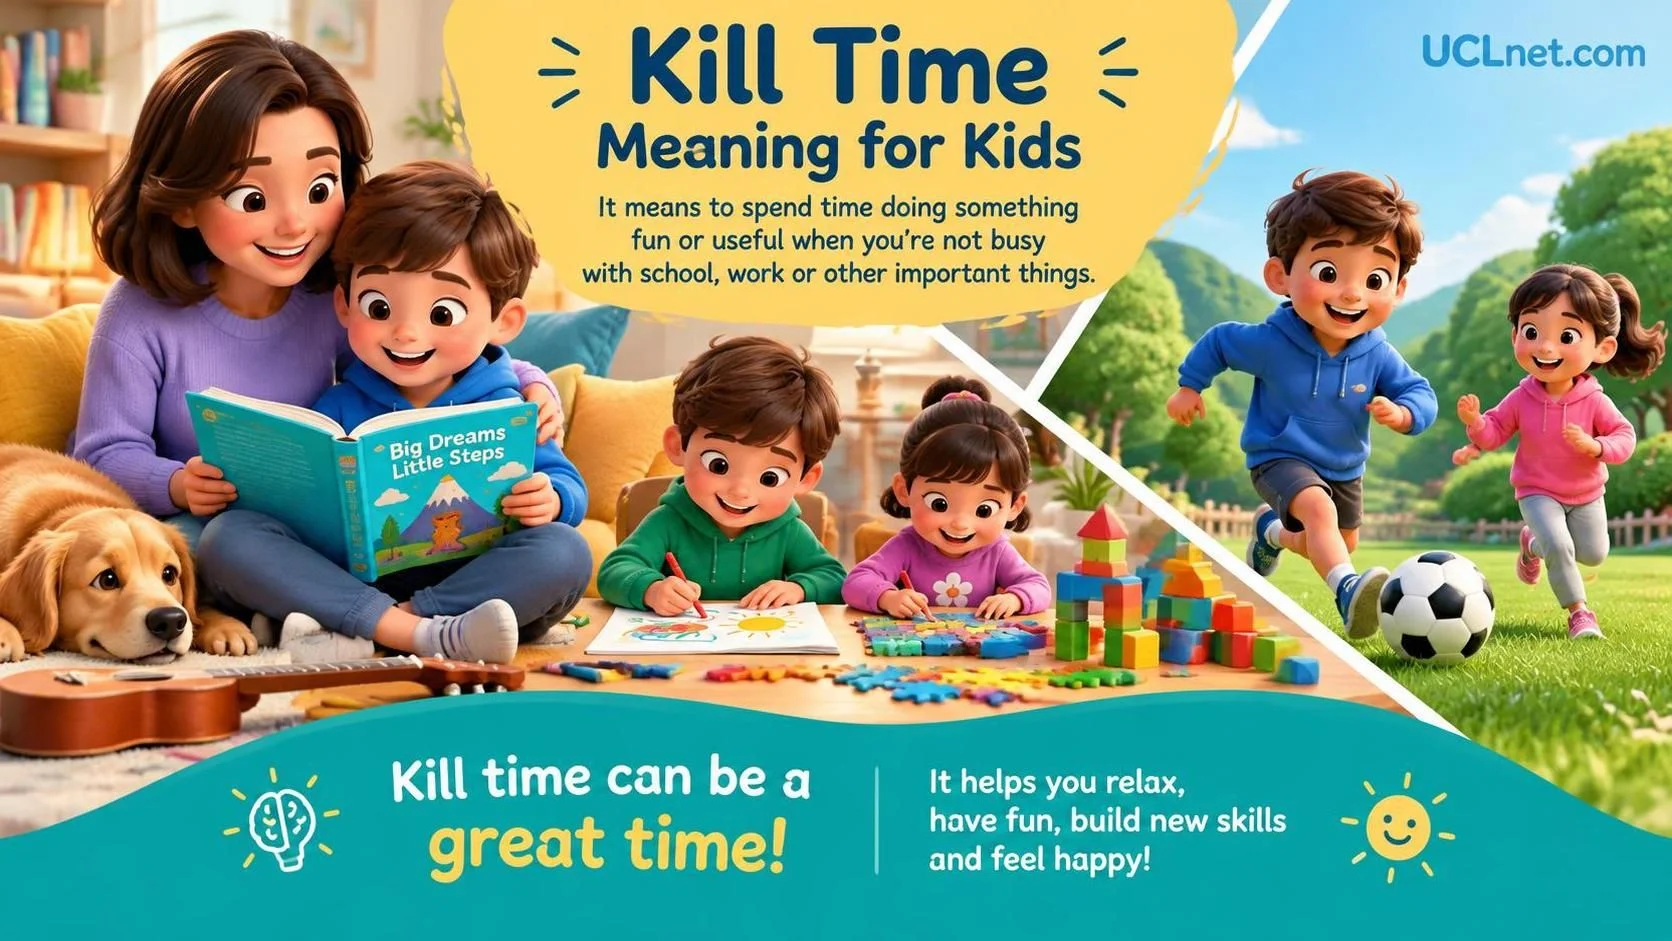 Kill Time
Meaning for Kids
It means to spend time doing something
fun or useful when you're not busy
with school, work or other important things.
UCLnet.com
Big Dreams
Little Steps
Kill time can be a
great time!
It helps you relax,
have fun, build new skills
and feel happy!